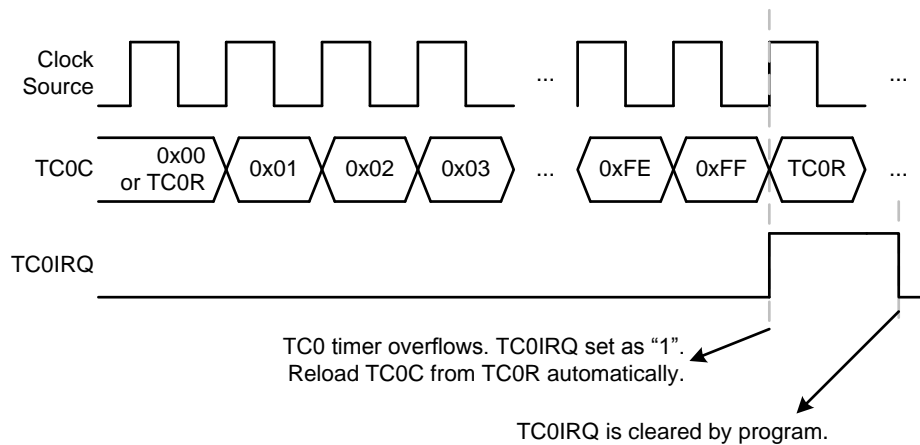 Clock
Source
...
...
TC0C
0x00
or TC0R
0x01
0x02
0x03
...
0xFE
0xFF
TC0R
...
TC0IRQ
TC0 timer overflows. TC0IRQ set as “1”.
Reload TC0C from TC0R automatically.
TC0IRQ is cleared by program.